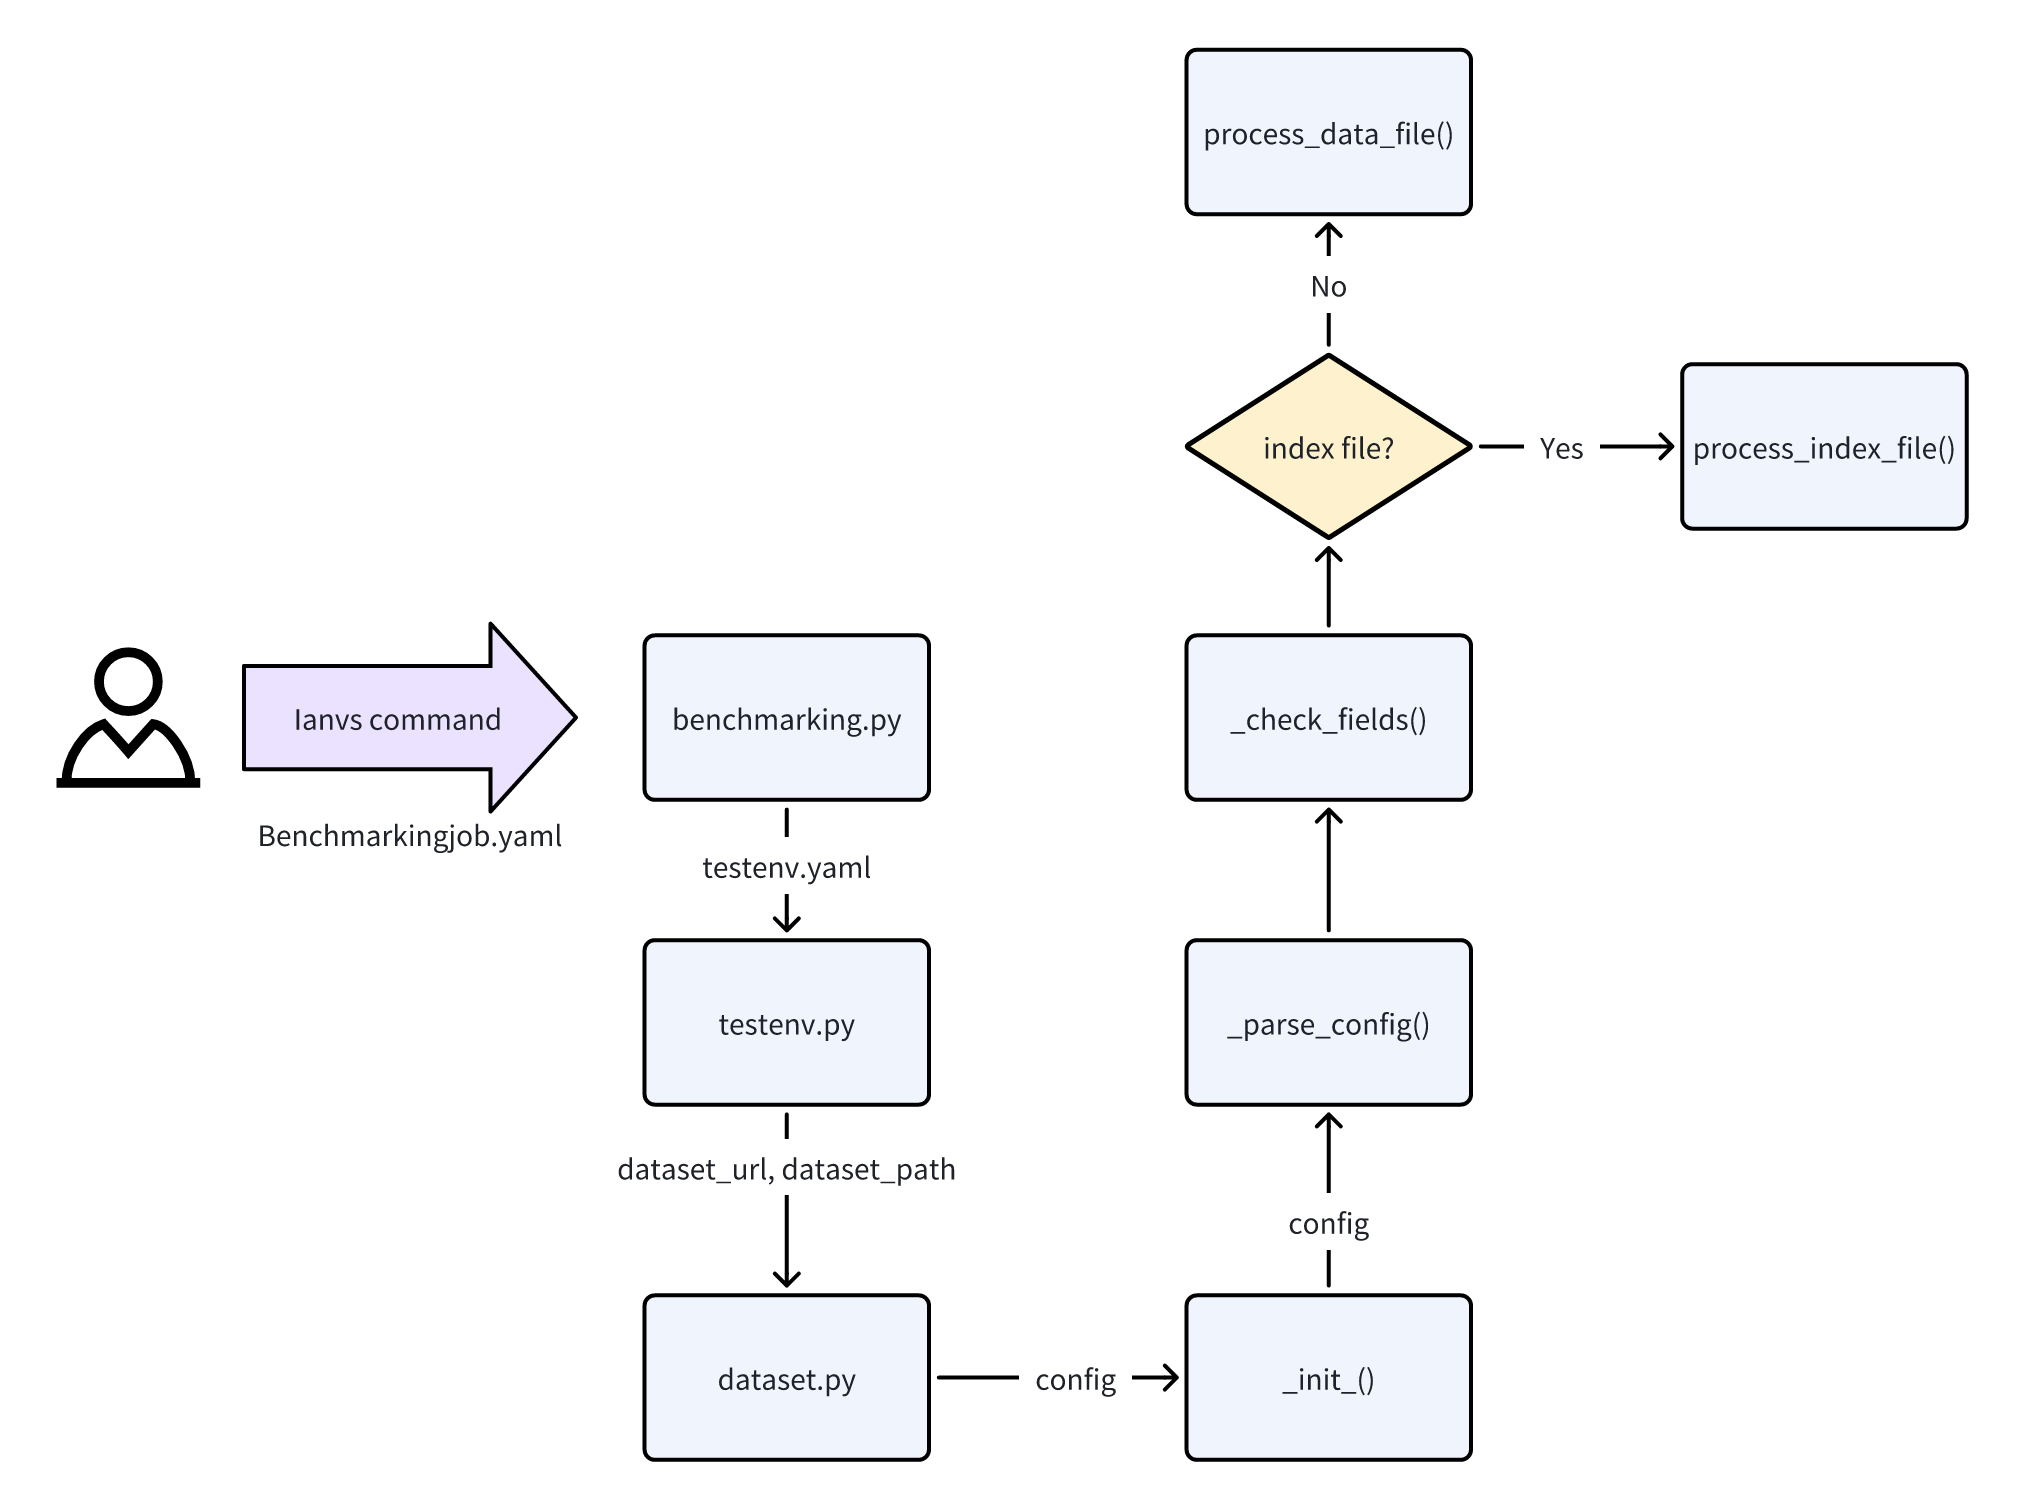 Ianvs command
Benchmarkingjob.yaml
benchmarking.py
testenv.yaml
testenv.py
dataset_url, dataset_path
dataset.py
config
_init_()
config
_parse_config()
_check_fields()
index file?
No
process_data_file()
Yes
process_index_file()